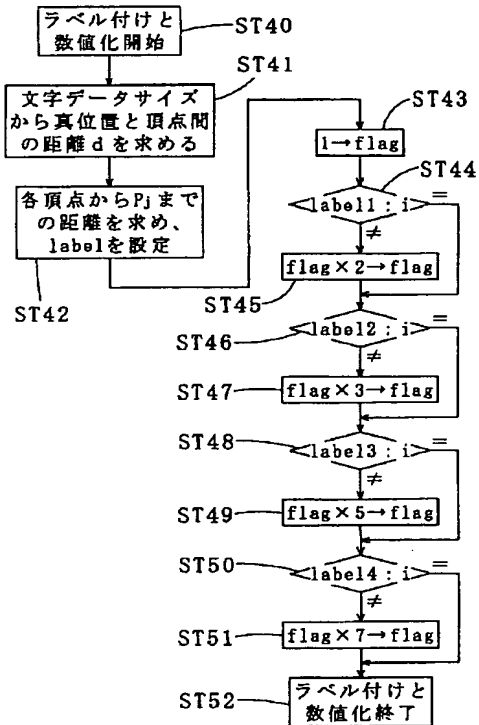 ラベル付けと
数値化開始
ST40
文字データサイズ
から真位置と頂点間
の距離dを求める
ST41
各頂点からPjまで
の距離を求め、
labelを設定
ST42
1→flag
ST43
label1:i
=
≠
ST44
flag×2→flag
ST45
label2:i
=
≠
ST46
flag×3→flag
ST47
label3:i
=
≠
ST48
flag×5→flag
ST49
label4:i
=
≠
ST50
flag×7→flag
ST51
ラベル付けと
数値化終了
ST52